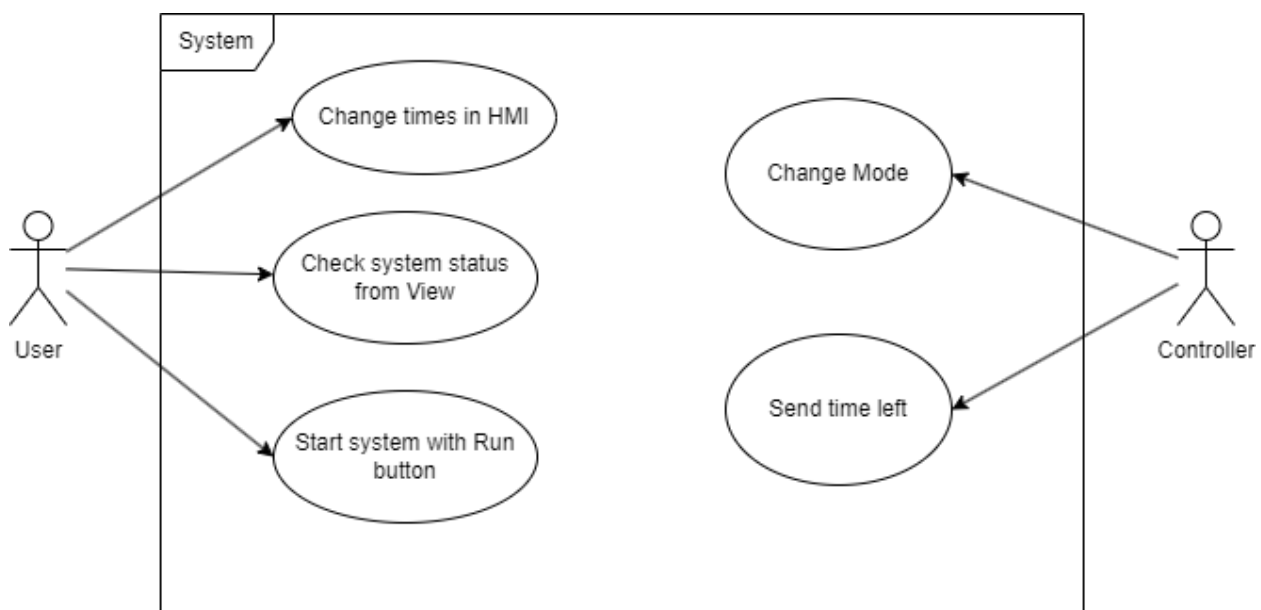 System
Change times in HMI
Change Mode
Check system status
from View
User
Controller
Send time left
Start system with Run
button